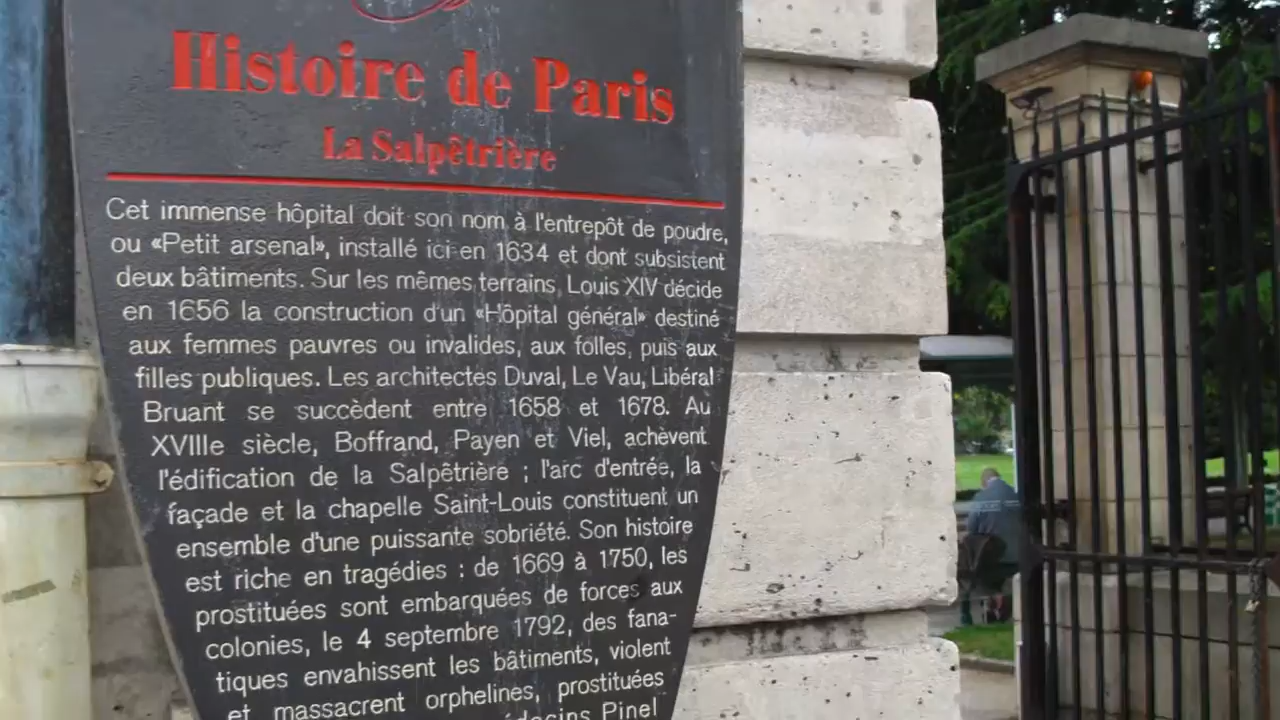 Histoire de Paris
La Salpêtrière
Cet immense hôpital doit son nom à l'entrepôt de poudre,
ou «Petit arsenal», installé ici en 1634 et dont subsistent
deux bâtiments. Sur les mêmes terrains, Louis XIV décide
en 1656 la construction d'un «Hôpital général» destiné
aux femmes pauvres ou invalides, aux folles, puis aux
filles publiques. Les architectes Duval, Le Vau, Libéral
Bruant se succèdent entre 1658 et 1678. Au
XVIIIe siècle, Boffrand, Payen et Viel, achèvent
l'édification de la Salpêtrière ; l'arc d'entrée, la
façade et la chapelle Saint-Louis constituent un
ensemble d'une puissante sobriété. Son histoire
est riche en tragédies : de 1669 à 1750, les
prostituées sont embarquées de forces aux
colonies, le 4 septembre 1792, des fana-
tiques envahissent les bâtiments, violent
et massacrent orphelines, prostituées
Pinel